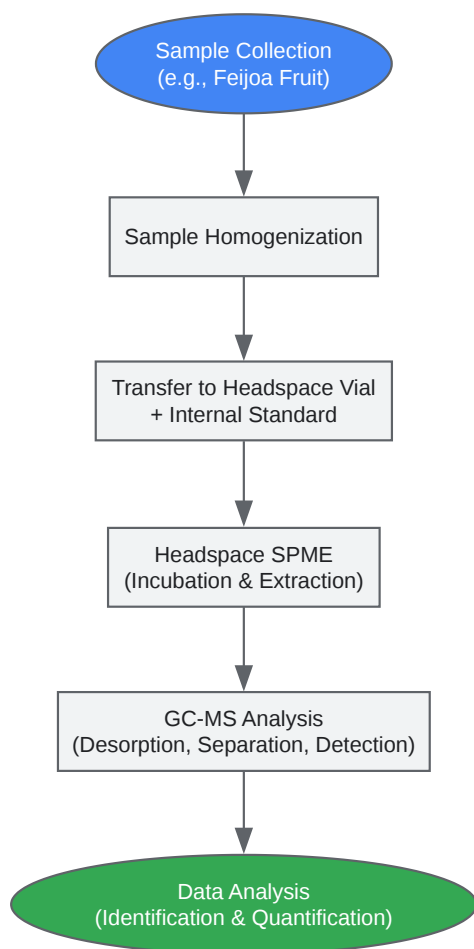 Sample Collection
(e.g., Feijoa Fruit)
Sample Homogenization
Transfer to Headspace Vial
+ Internal Standard
Headspace SPME
(Incubation & Extraction)
GC-MS Analysis
(Desorption, Separation, Detection)
Data Analysis
(Identification & Quantification)